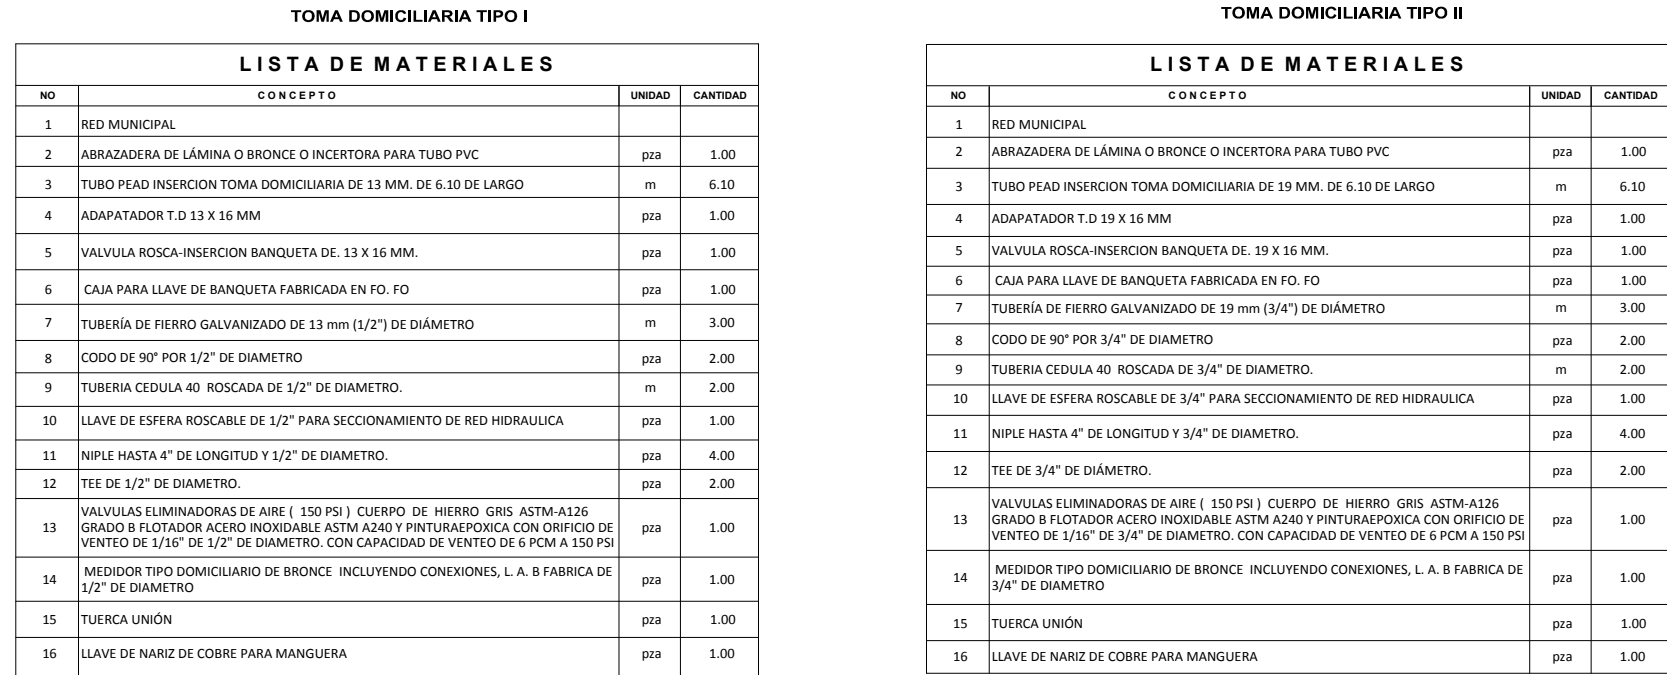 TOMA DOMICILIARIA TIPO I
LISTA DE MATERIALES
NO CONCEPTO UNIDAD CANTIDAD
1 RED MUNICIPAL
2 ABRAZADERA DE LÁMINA O BRONCE O INCERTORA PARA TUBO PVC pza 1.00
3 TUBO PEAD INSERCION TOMA DOMICILIARIA DE 13 MM. DE 6.10 DE LARGO m 6.10
4 ADAPATADOR T.D 13 X 16 MM pza 1.00
5 VALVULA ROSCA-INSERCION BANQUETA DE. 13 X 16 MM. pza 1.00
6 CAJA PARA LLAVE DE BANQUETA FABRICADA EN FO. FO pza 1.00
7 TUBERÍA DE FIERRO GALVANIZADO DE 13 mm (1/2") DE DIÁMETRO m 3.00
8 CODO DE 90° POR 1/2" DE DIAMETRO pza 2.00
9 TUBERIA CEDULA 40 ROSCADA DE 1/2" DE DIAMETRO. m 2.00
10 LLAVE DE ESFERA ROSCABLE DE 1/2" PARA SECCIONAMIENTO DE RED HIDRAULICA pza 1.00
11 NIPLE HASTA 4" DE LONGITUD Y 1/2" DE DIAMETRO. pza 4.00
12 TEE DE 1/2" DE DIAMETRO. pza 2.00
VALVULAS ELIMINADORAS DE AIRE ( 150 PSI ) CUERPO DE HIERRO GRIS ASTM-A126
13 GRADO B FLOTADOR ACERO INOXIDABLE ASTM A240 Y PINTURAEPOXICA CON ORIFICIO DE pza 1.00
VENTEO DE 1/16" DE 1/2" DE DIAMETRO. CON CAPACIDAD DE VENTEO DE 6 PCM A 150 PSI
14 MEDIDOR TIPO DOMICILIARIO DE BRONCE INCLUYENDO CONEXIONES, L. A. B FABRICA DE pza 1.00
1/2" DE DIAMETRO
15 TUERCA UNIÓN pza 1.00
16 LLAVE DE NARIZ DE COBRE PARA MANGUERA pza 1.00
TOMA DOMICILIARIA TIPO II
LISTA DE MATERIALES
NO CONCEPTO UNIDAD CANTIDAD
1 RED MUNICIPAL
2 ABRAZADERA DE LÁMINA O BRONCE O INCERTORA PARA TUBO PVC pza 1.00
3 TUBO PEAD INSERCION TOMA DOMICILIARIA DE 19 MM. DE 6.10 DE LARGO m 6.10
4 ADAPATADOR T.D 19 X 16 MM pza 1.00
5 VALVULA ROSCA-INSERCION BANQUETA DE. 19 X 16 MM. pza 1.00
6 CAJA PARA LLAVE DE BANQUETA FABRICADA EN FO. FO pza 1.00
7 TUBERÍA DE FIERRO GALVANIZADO DE 19 mm (3/4") DE DIÁMETRO m 3.00
8 CODO DE 90° POR 3/4" DE DIAMETRO pza 2.00
9 TUBERIA CEDULA 40 ROSCADA DE 3/4" DE DIAMETRO. m 2.00
10 LLAVE DE ESFERA ROSCABLE DE 3/4" PARA SECCIONAMIENTO DE RED HIDRAULICA pza 1.00
11 NIPLE HASTA 4" DE LONGITUD Y 3/4" DE DIAMETRO. pza 4.00
12 TEE DE 3/4" DE DIÁMETRO. pza 2.00
VALVULAS ELIMINADORAS DE AIRE ( 150 PSI ) CUERPO DE HIERRO GRIS ASTM-A126
13 GRADO B FLOTADOR ACERO INOXIDABLE ASTM A240 Y PINTURAEPOXICA CON ORIFICIO DE pza 1.00
VENTEO DE 1/16" DE 3/4" DE DIAMETRO. CON CAPACIDAD DE VENTEO DE 6 PCM A 150 PSI
14 MEDIDOR TIPO DOMICILIARIO DE BRONCE INCLUYENDO CONEXIONES, L. A. B FABRICA DE pza 1.00
3/4" DE DIAMETRO
15 TUERCA UNIÓN pza 1.00
16 LLAVE DE NARIZ DE COBRE PARA MANGUERA pza 1.00